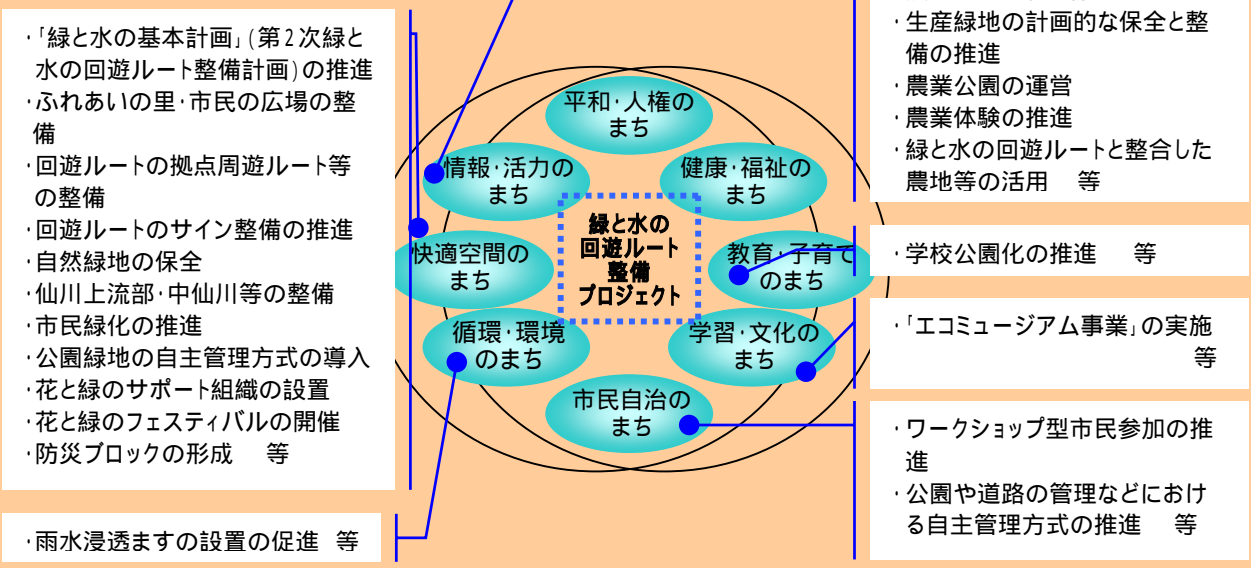 ･｢緑と水の基本計画｣(第2次緑と
水の回遊ルート整備計画)の推進
･ふれあいの里･市民の広場の整
備
･回遊ルートの拠点周遊ルート等
の整備
･回遊ルートのサイン整備の推進
･自然緑地の保全
･仙川上流部･中仙川等の整備
･市民緑化の推進
･公園緑地の自主管理方式の導入
･花と緑のサポート組織の設置
･花と緑のフェスティバルの開催
･防災ブロックの形成　等
･雨水浸透ますの設置の促進 等
平和･人権の
まち
情報･活力の
まち
健康･福祉の
まち
緑と水の
回遊ルート
整備
プロジェクト
快適空間の
まち
教育･子育て
のまち
循環･環境
のまち
学習･文化の
まち
市民自治の
まち
･生産緑地の計画的な保全と整
備の推進
･農業公園の運営
･農業体験の推進
･緑と水の回遊ルートと整合した
農地等の活用　等
･学校公園化の推進　等
･｢エコミュージアム事業｣の実施
等
･ワークショップ型市民参加の推
進
･公園や道路の管理などにおけ
る自主管理方式の推進　等